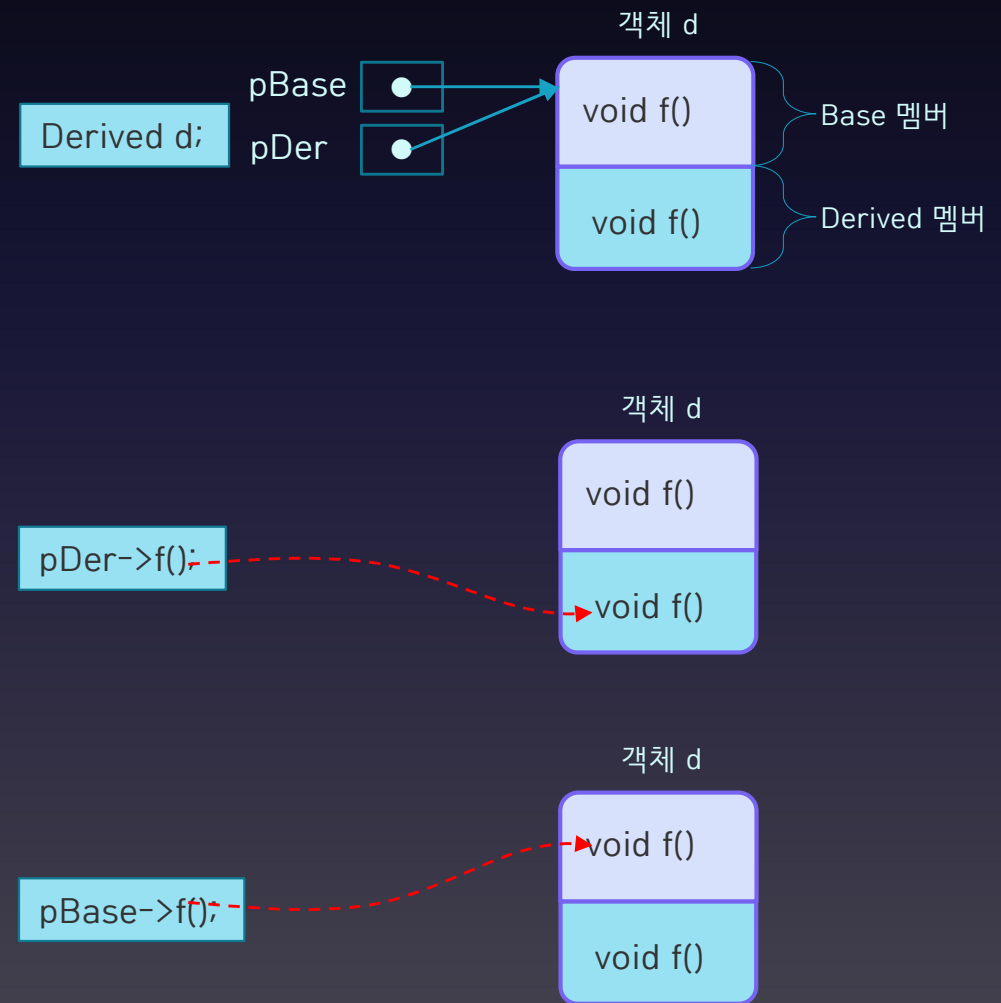 객체 d
pBase
void f()
Base 멤버
Derived d;
pDer
void f()
Derived 멤버
객체 d
void f()
pDer->f();
void f()
객체 d
void f()
pBase->f();
void f()